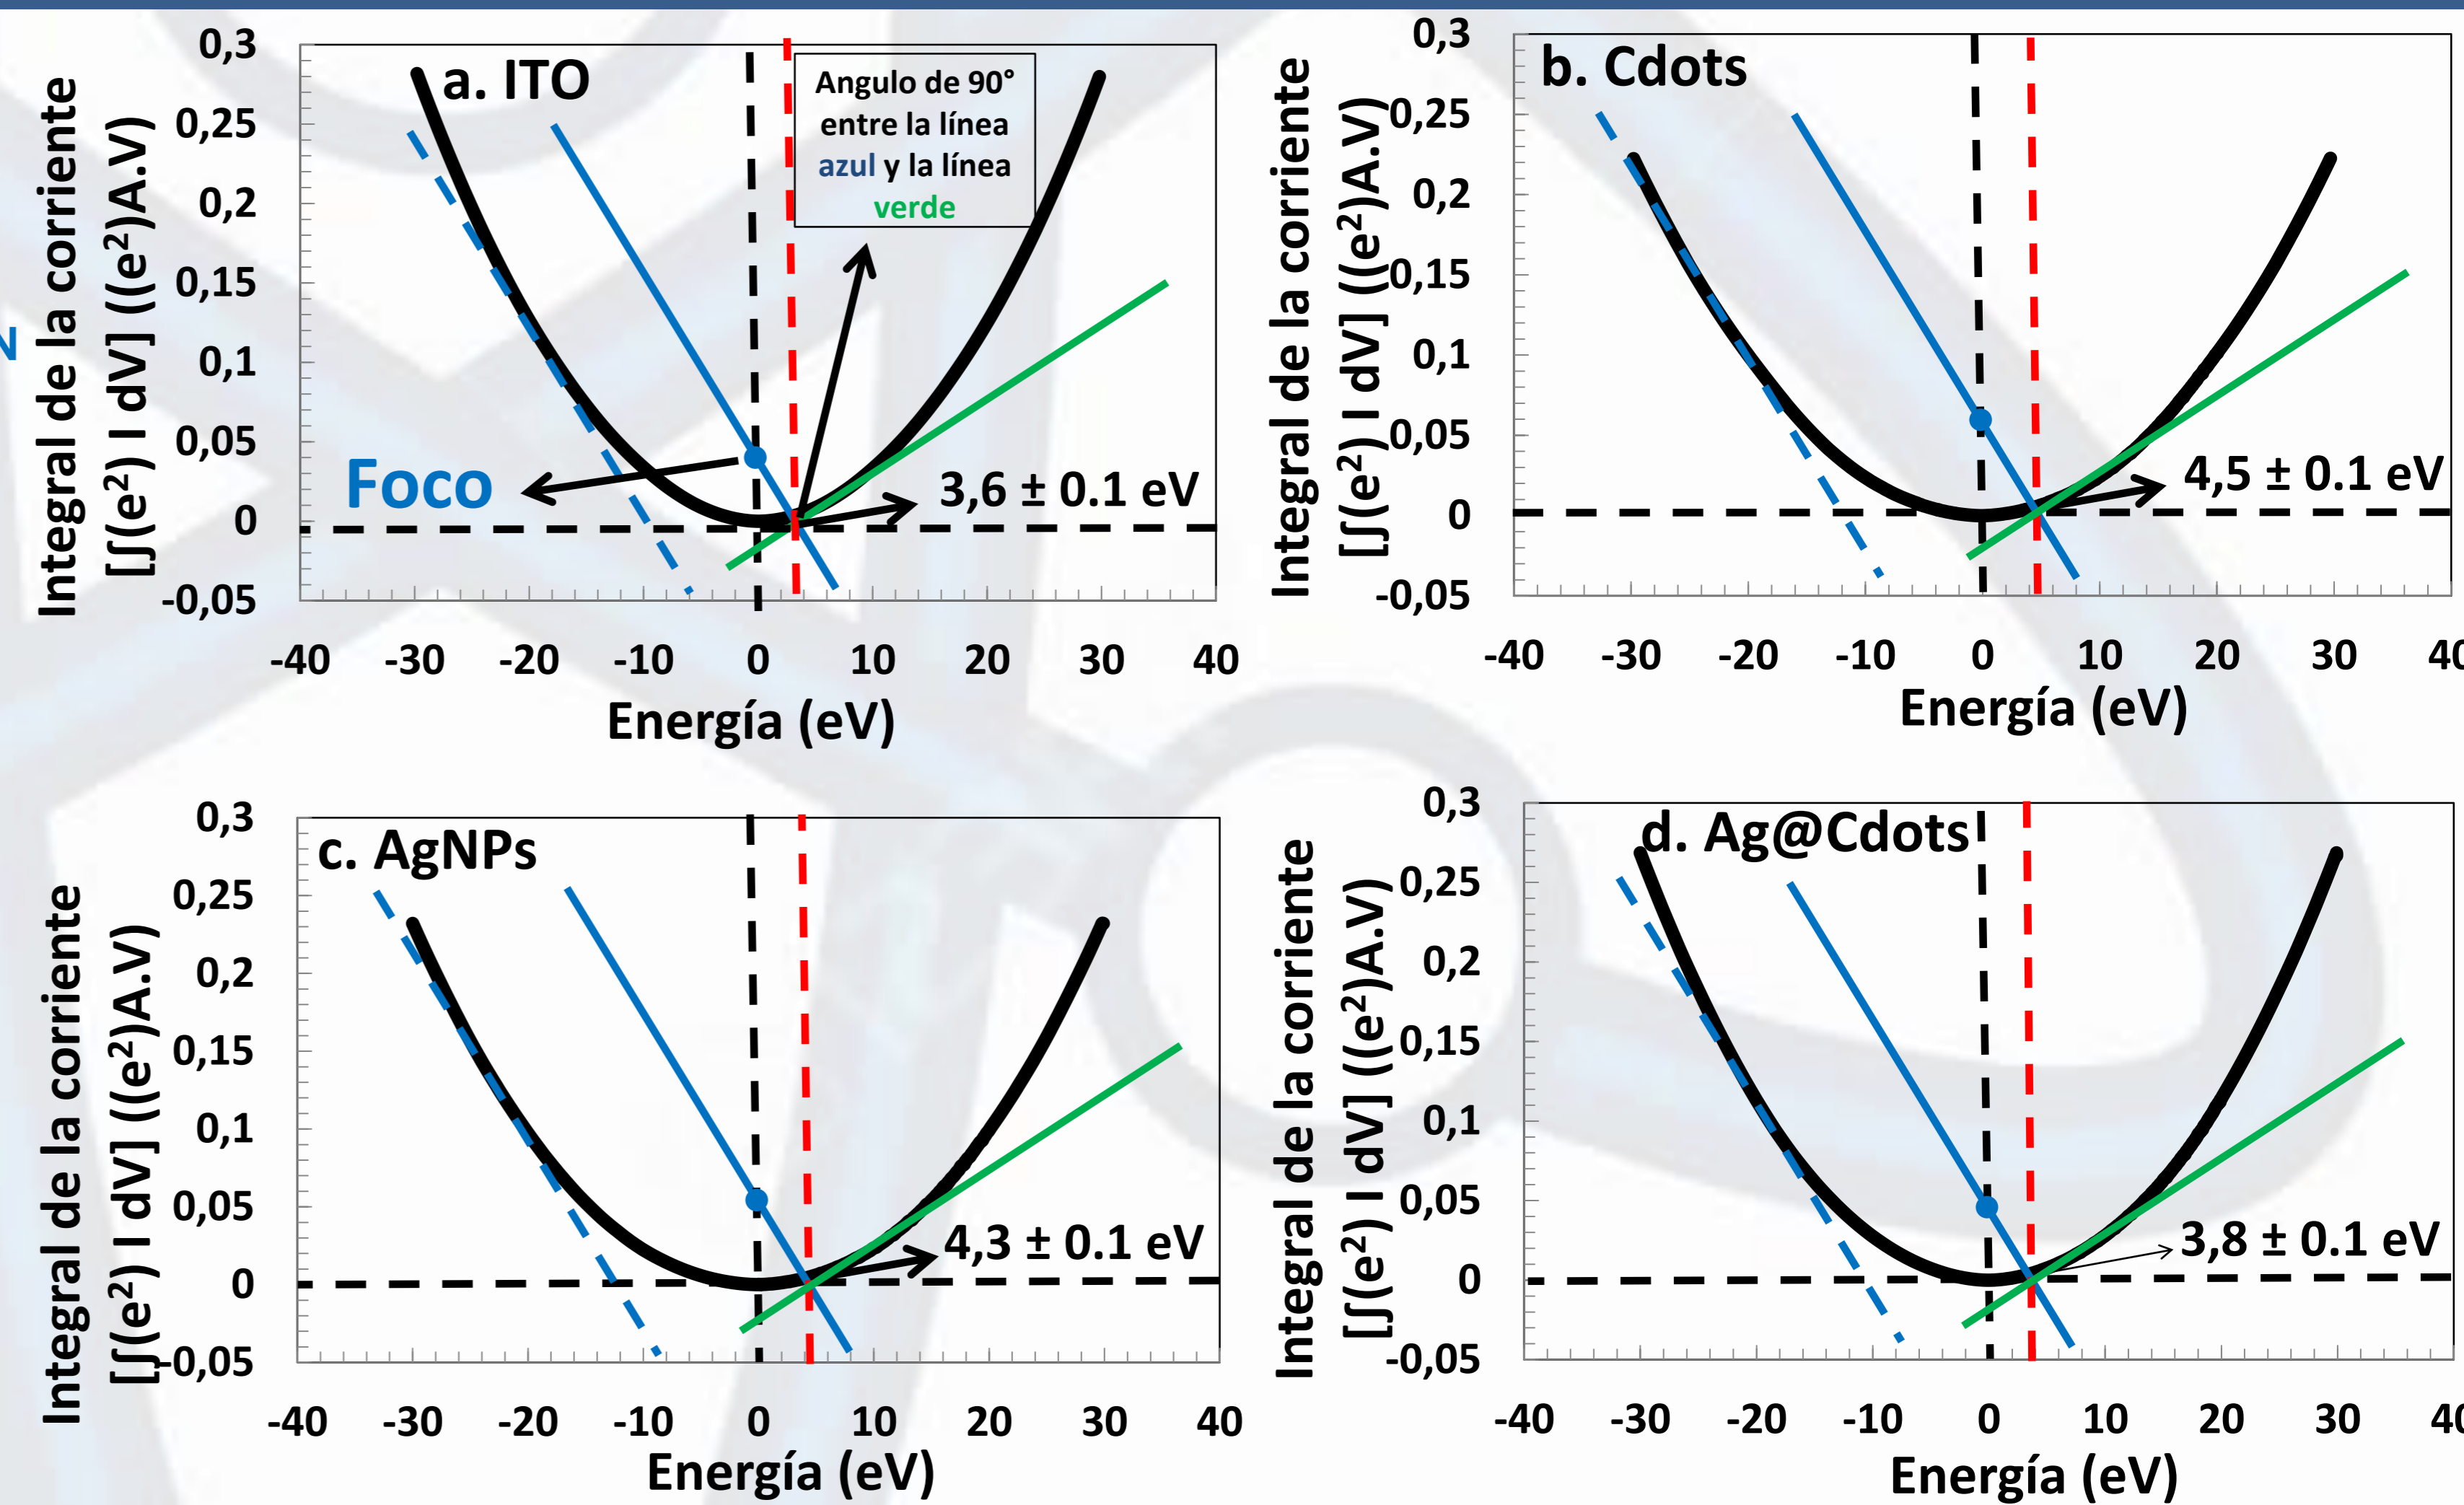 N
a. ITO
Integral de la corriente
[∫∫(e²) I dV] ((e²)A.V)
0,3
0,25
0,2
0,15
0,1
0,05
0
-0,05
Angulo de 90°
entre la línea
azul y la línea
verde
Foco
3,6 ± 0.1 eV
-40 -30 -20 -10 0 10 20 30 40
Energía (eV)
b. Cdots
Integral de la corriente
[∫∫(e²) I dV] ((e²)A.V)
0,3
0,25
0,2
0,15
0,1
0,05
0
-0,05
4,5 ± 0.1 eV
-40 -30 -20 -10 0 10 20 30 40
Energía (eV)
c. AgNPs
Integral de la corriente
[∫∫(e²) I dV] ((e²)A.V)
0,3
0,25
0,2
0,15
0,1
0,05
0
-0,05
4,3 ± 0.1 eV
-40 -30 -20 -10 0 10 20 30 40
Energía (eV)
d. Ag@Cdots
Integral de la corriente
[∫∫(e²) I dV] ((e²)A.V)
0,3
0,25
0,2
0,15
0,1
0,05
0
-0,05
3,8 ± 0.1 eV
-40 -30 -20 -10 0 10 20 30 40
Energía (eV)